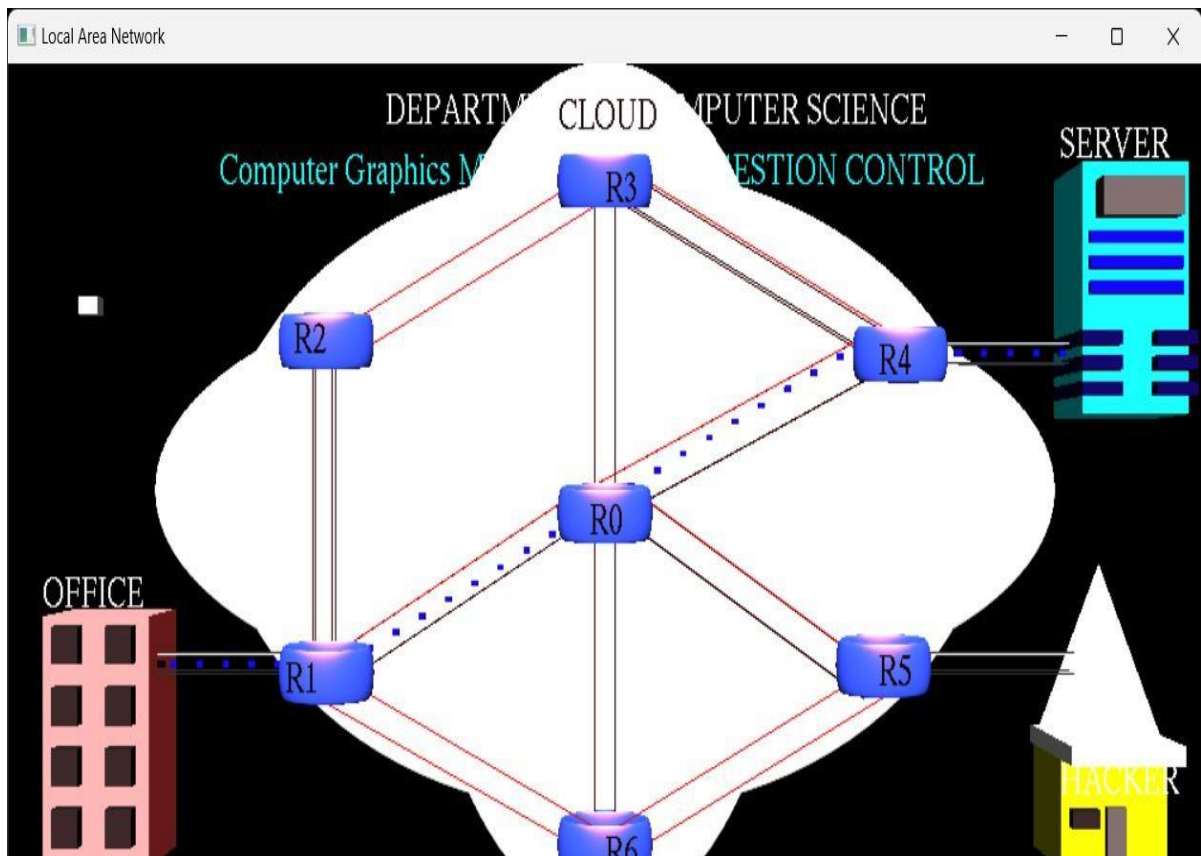 Local Area Network
DEPARTM MPUTER SCIENCE
CLOUD
SERVER
Computer Graphics M ESTION CONTROL
R3
R2
R4
R0
OFFICE
R1
R5
HACKER
R6